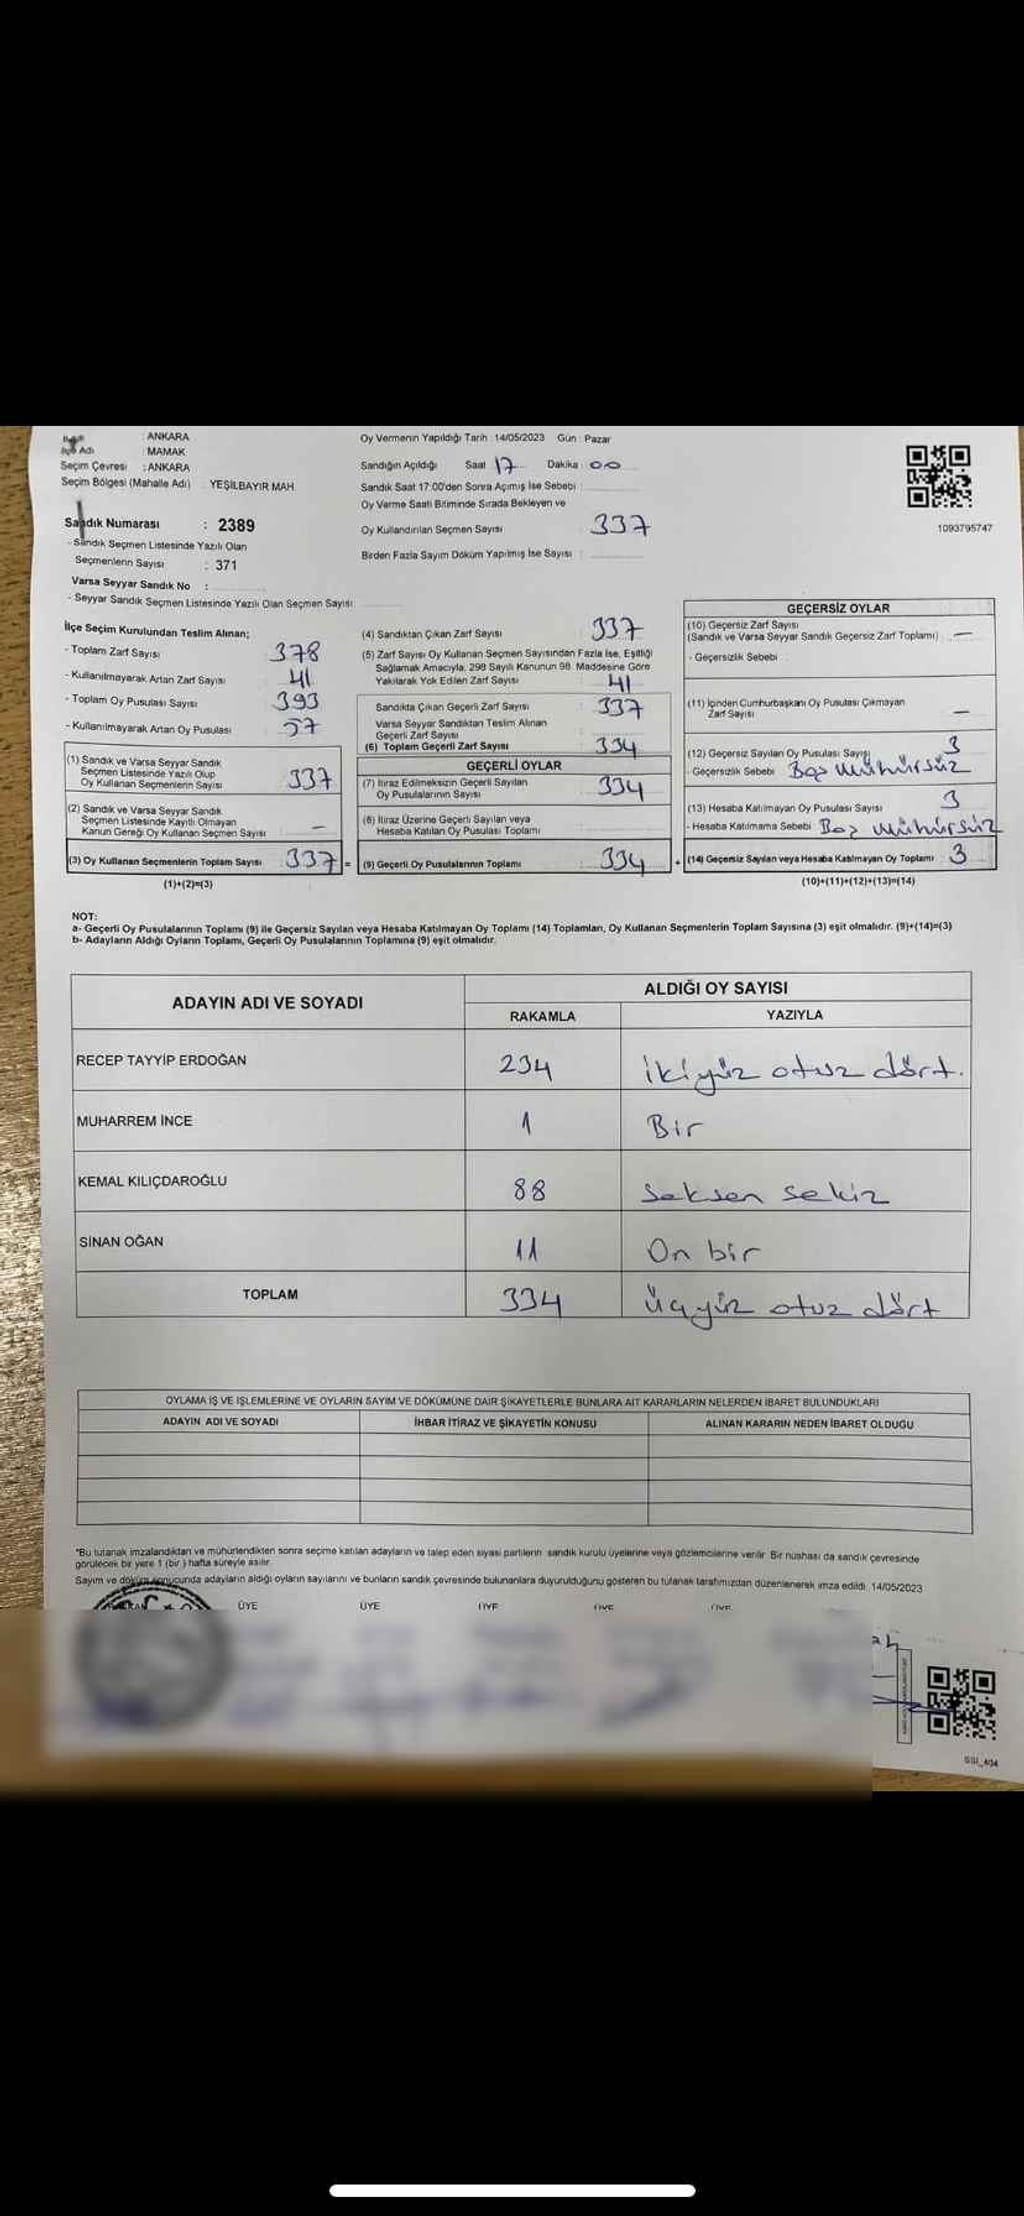 : ANKARA
İlçe Adı : MAMAK
Seçim Çevresi : ANKARA
Seçim Bölgesi (Mahalle Adı) YEŞİLBAYIR MAH
Sandık Numarası : 2389
- Sandık Seçmen Listesinde Yazılı Olan
Seçmenlerin Sayısı : 371
Varsa Seyyar Sandık No :
- Seyyar Sandık Seçmen Listesinde Yazılı Olan Seçmen Sayısı:
Oy Vermenin Yapıldığı Tarih : 14/05/2023 Gün : Pazar
Sandığın Açıldığı Saat 17 Dakika : 00
Sandık Saat 17:00'den Sonra Açılmış İse Sebebi :
Oy Verme Saati Bitiminde Sırada Bekleyen ve
Oy Kullandırılan Seçmen Sayısı : 337
Birden Fazla Sayım Döküm Yapılmış İse Sayısı :
1093795747
İlçe Seçim Kurulundan Teslim Alınan;
- Toplam Zarf Sayısı 378
- Kullanılmayarak Artan Zarf Sayısı 41
- Toplam Oy Pusulası Sayısı 393
- Kullanılmayarak Artan Oy Pusulası 57
(1) Sandık ve Varsa Seyyar Sandık
Seçmen Listesinde Yazılı Olup
Oy Kullanan Seçmenlerin Sayısı 337
(2) Sandık ve Varsa Seyyar Sandık
Seçmen Listesinde Kayıtlı Olmayan
Kanun Gereği Oy Kullanan Seçmen Sayısı –
(3) Oy Kullanan Seçmenlerin Toplam Sayısı 337 =
(1)+(2)=(3)
(4) Sandıktan Çıkan Zarf Sayısı : 337
(5) Zarf Sayısı Oy Kullanan Seçmen Sayısından Fazla İse, Eşitliği
Sağlamak Amacıyla, 298 Sayılı Kanunun 98. Maddesine Göre
Yakılarak Yok Edilen Zarf Sayısı : 41
Sandıkta Çıkan Geçerli Zarf Sayısı : 337
Varsa Seyyar Sandıktan Teslim Alınan
Geçerli Zarf Sayısı
(6) Toplam Geçerli Zarf Sayısı : 334
GEÇERLİ OYLAR
(7) İtiraz Edilmeksizin Geçerli Sayılan
Oy Pusulalarının Sayısı : 334
(8) İtiraz Üzerine Geçerli Sayılan veya
Hesaba Katılan Oy Pusulası Toplamı :
(9) Geçerli Oy Pusulalarının Toplamı : 334 +
GEÇERSİZ OYLAR
(10) Geçersiz Zarf Sayısı
(Sandık ve Varsa Seyyar Sandık Geçersiz Zarf Toplamı) : –
- Geçersizlik Sebebi :
(11) İçinden Cumhurbaşkanı Oy Pusulası Çıkmayan
Zarf Sayısı –
(12) Geçersiz Sayılan Oy Pusulası Sayısı 3
- Geçersizlik Sebebi : Boş mühürsüz
(13) Hesaba Katılmayan Oy Pusulası Sayısı 3
- Hesaba Katılmama Sebebi : Boş mühürsüz
(14) Geçersiz Sayılan veya Hesaba Katılmayan Oy Toplamı : 3
(10)+(11)+(12)+(13)=(14)
NOT:
a- Geçerli Oy Pusulalarının Toplamı (9) ile Geçersiz Sayılan veya Hesaba Katılmayan Oy Toplamı (14) Toplamları, Oy Kullanan Seçmenlerin Toplam Sayısına (3) eşit olmalıdır. (9)+(14)=(3)
b- Adayların Aldığı Oyların Toplamı, Geçerli Oy Pusulalarının Toplamına (9) eşit olmalıdır.
ADAYIN ADI VE SOYADI ALDIĞI OY SAYISI
RAKAMLA YAZIYLA
RECEP TAYYİP ERDOĞAN 234 ikiyüz otuz dört.
MUHARREM İNCE 1 Bir
KEMAL KILIÇDAROĞLU 88 Seksen sekiz
SİNAN OĞAN 11 On bir
TOPLAM 334 üçyüz otuz dört
OYLAMA İŞ VE İŞLEMLERİNE VE OYLARIN SAYIM VE DÖKÜMÜNE DAİR ŞİKAYETLERLE BUNLARA AİT KARARLARIN NELERDEN İBARET BULUNDUKLARI
ADAYIN ADI VE SOYADI İHBAR İTİRAZ VE ŞİKAYETİN KONUSU ALINAN KARARIN NEDEN İBARET OLDUĞU
*Bu tutanak imzalandıktan ve mühürlendikten sonra seçime katılan adayların ve talep eden siyasi partilerin sandık kurulu üyelerine veya gözlemcilerine verilir. Bir nüshası da sandık çevresinde
görülecek bir yere 1 (bir) hafta süreyle asılır.
Sayım ve döküm sonucunda adayların aldığı oyların sayılarını ve bunların sandık çevresinde bulunanlara duyurulduğunu gösteren bu tutanak tarafımızdan düzenlenerek imza edildi. 14/05/2023
ÜYE ÜYE ÜYE ÜYE ÜYE